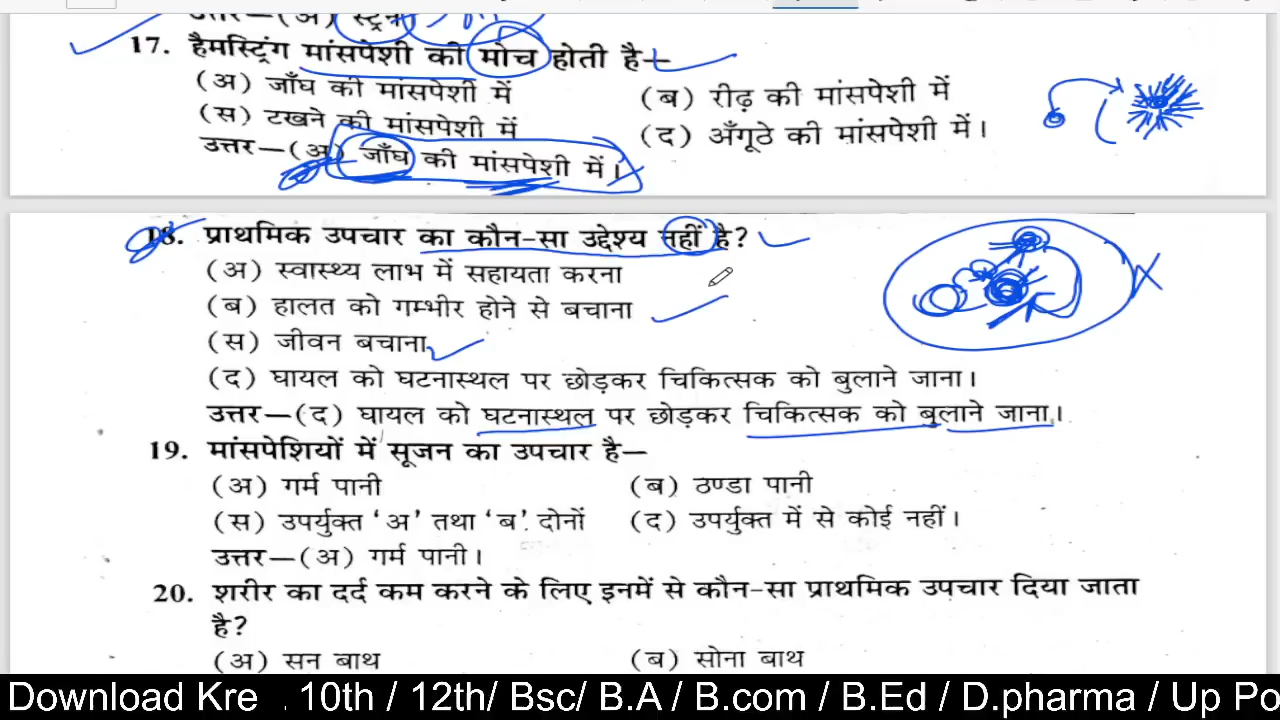 उत्तर—(अ) स्ट्रेन
17. हैमस्ट्रिंग मांसपेशी की मोच होती है—
(अ) जाँघ की मांसपेशी में (ब) रीढ़ की मांसपेशी में
(स) टखने की मांसपेशी में (द) अँगूठे की मांसपेशी में।
उत्तर—(अ) जाँघ की मांसपेशी में।
18. प्राथमिक उपचार का कौन-सा उद्देश्य नहीं है?
(अ) स्वास्थ्य लाभ में सहायता करना
(ब) हालत को गम्भीर होने से बचाना
(स) जीवन बचाना
(द) घायल को घटनास्थल पर छोड़कर चिकित्सक को बुलाने जाना।
उत्तर—(द) घायल को घटनास्थल पर छोड़कर चिकित्सक को बुलाने जाना।
19. मांसपेशियों में सूजन का उपचार है—
(अ) गर्म पानी (ब) ठण्डा पानी
(स) उपर्युक्त ‘अ’ तथा ‘ब’ दोनों (द) उपर्युक्त में से कोई नहीं।
उत्तर—(अ) गर्म पानी।
20. शरीर का दर्द कम करने के लिए इनमें से कौन-सा प्राथमिक उपचार दिया जाता
है?
(अ) सन बाथ (ब) सोना बाथ
Download Kre . 10th / 12th/ Bsc/ B.A / B.com / B.Ed / D.pharma / Up Po